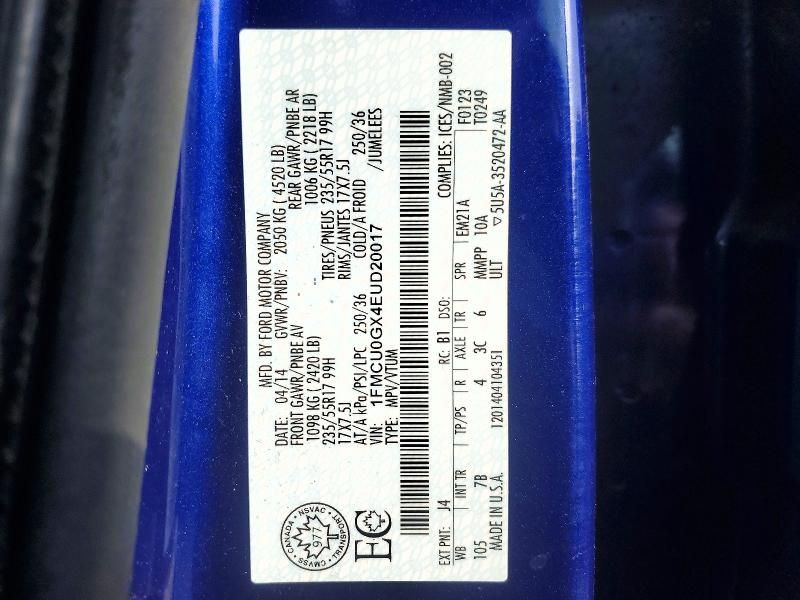 MFD. BY FORD MOTOR COMPANY
DATE: 04/14 GVWR/PNBV: 2050 KG ( 4520 LB)
FRONT GAWR/PNBE AV REAR GAWR/PNBE AR
1098 KG ( 2420 LB) 1006 KG ( 2218 LB)
235/55R17 99H TIRES/PNEUS 235/55R17 99H
17X7.5J RIMS/JANTES 17X7.5J
AT/A kPa/PSI/LPC 250/36 COLD/A FROID 250/36
VIN: 1FMCU0GX4EUD20017 /JUMELEES
TYPE: MPV/VTUM
CANADA • NSVAC • TRANSPORT • CMVSS •
977
EC
EXT PNT: J4 RC: B1 DSO: COMPLIES: ICES/NMB-002
WB INT TR TP/PS R AXLE TR SPR EM21A F0123
105 7B 4 3C 6 MMPP 10A T0249
MADE IN U.S.A. 1201404104351 ULT ▽5U5A-3520472-AA